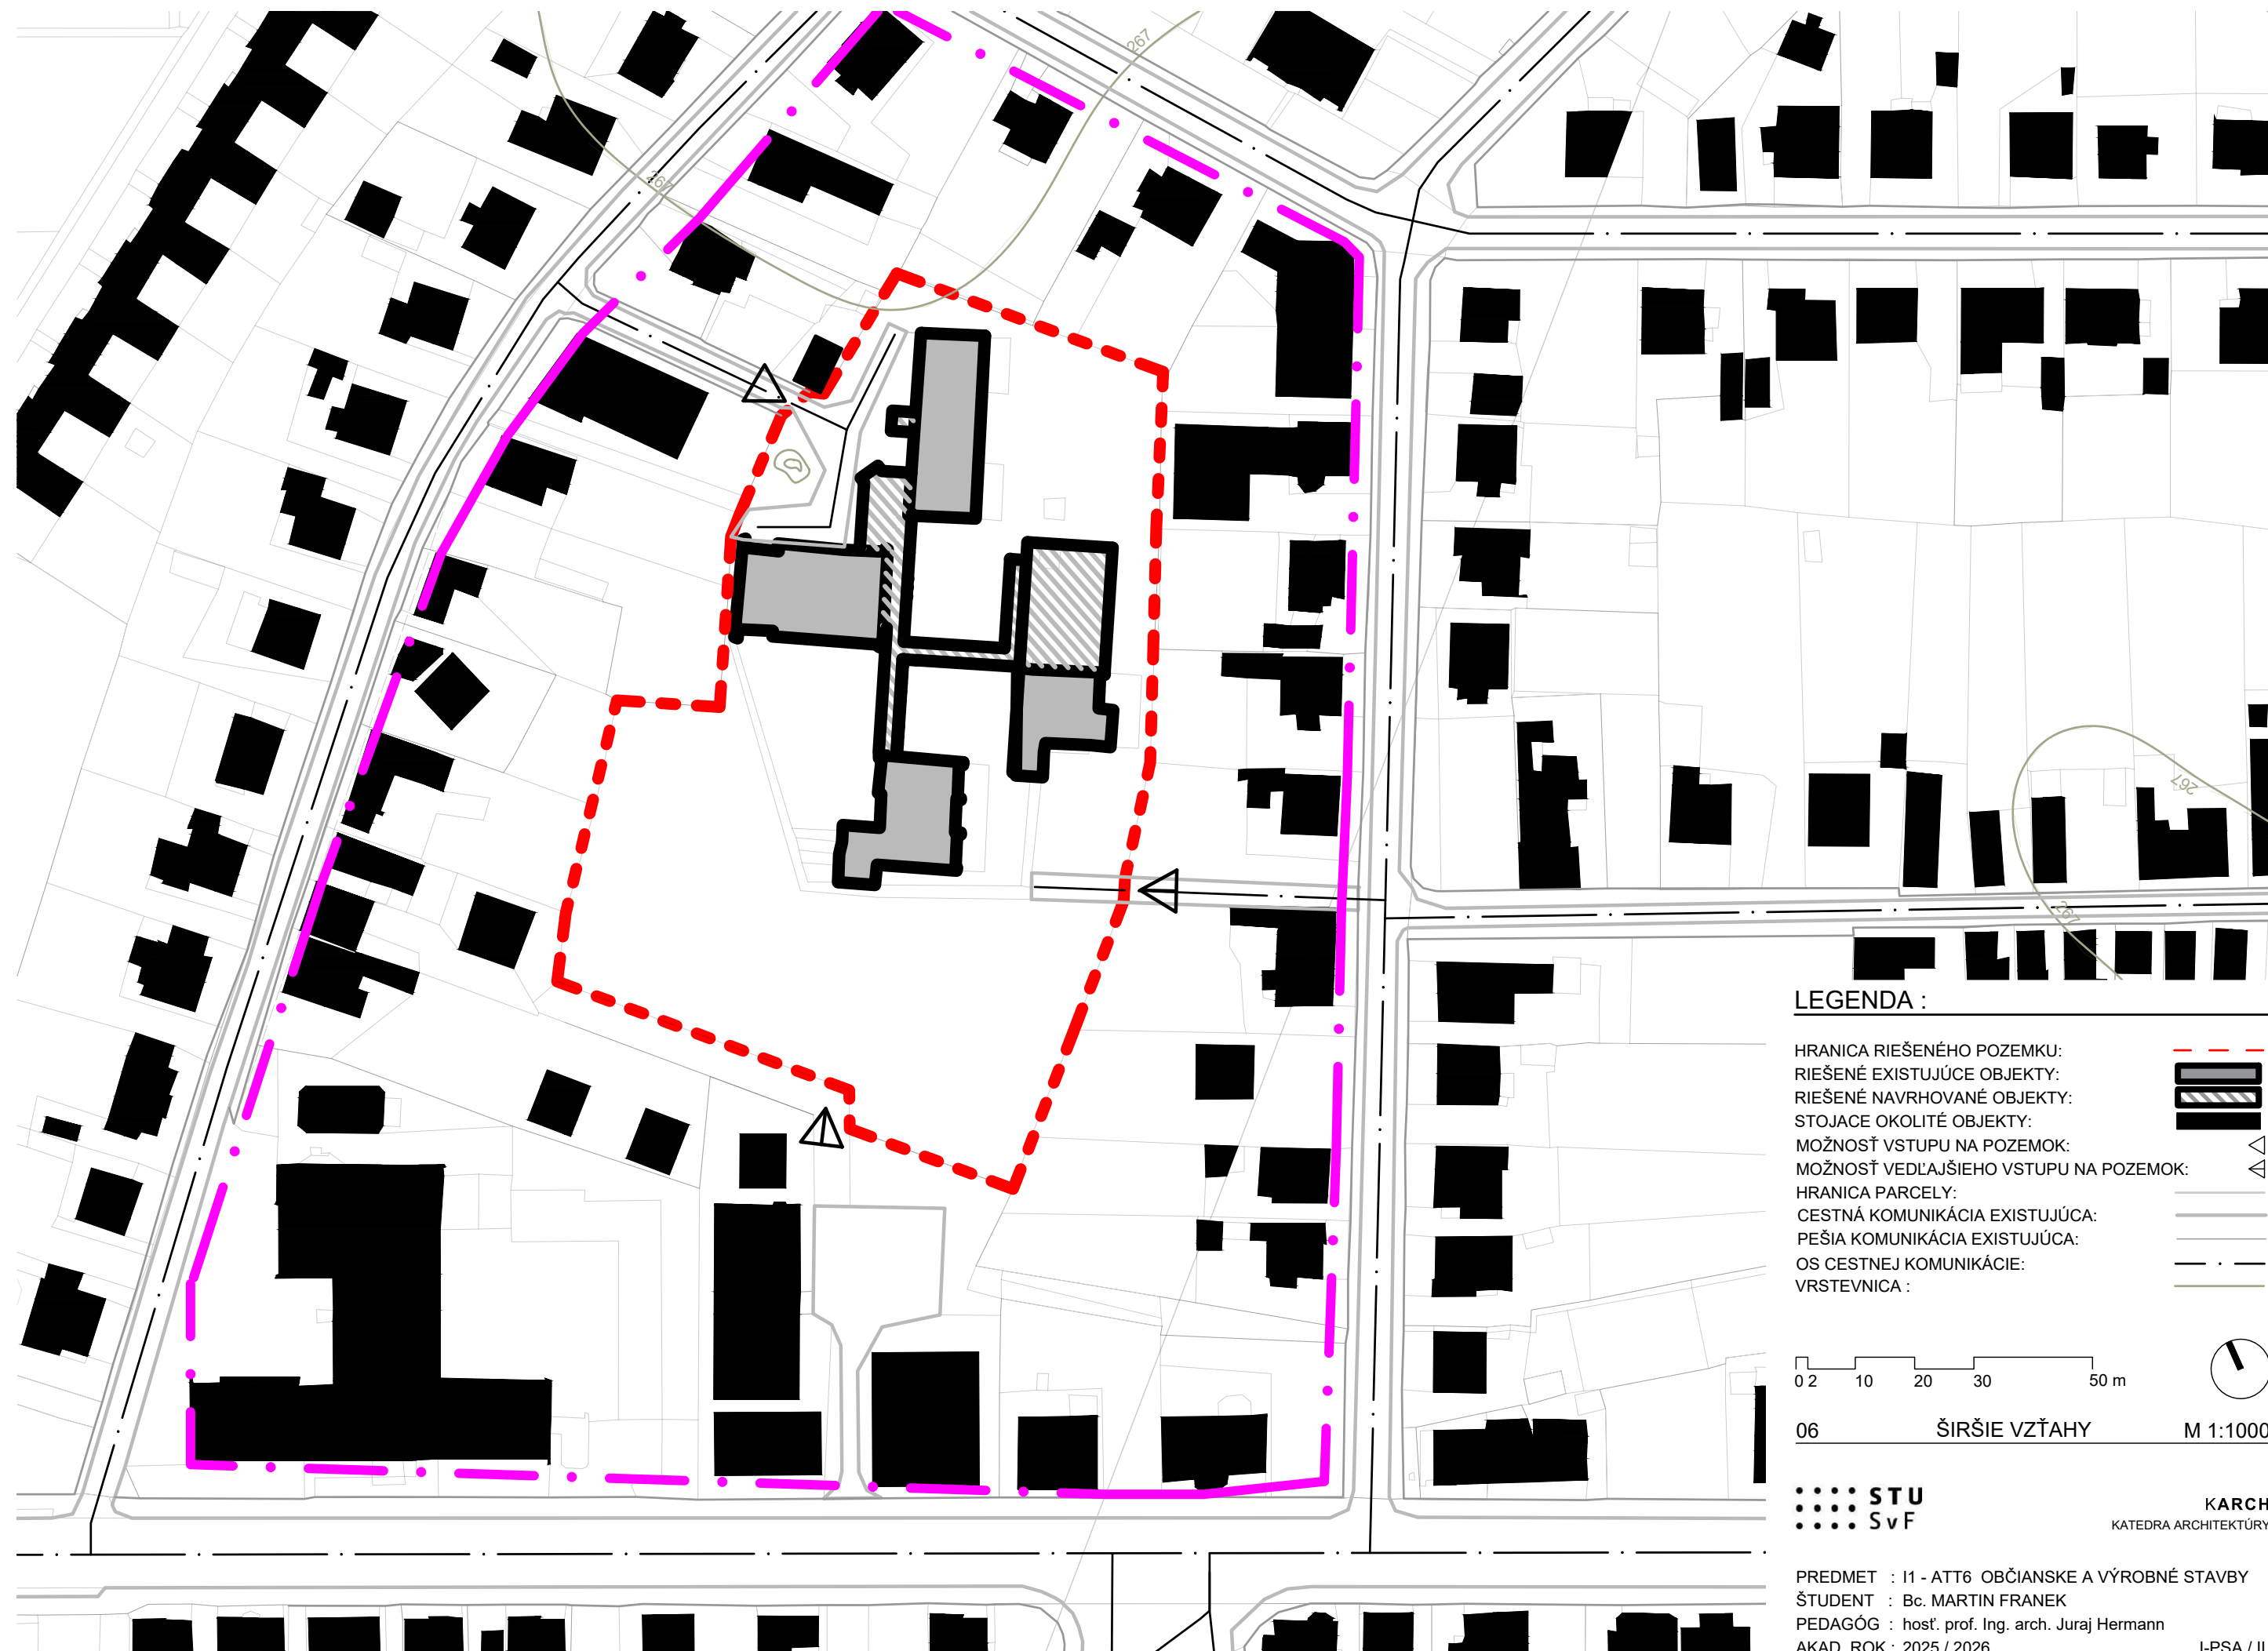 267
267
267
267
LEGENDA :
HRANICA RIEŠENÉHO POZEMKU:
RIEŠENÉ EXISTUJÚCE OBJEKTY:
RIEŠENÉ NAVRHOVANÉ OBJEKTY:
STOJACE OKOLITÉ OBJEKTY:
MOŽNOSŤ VSTUPU NA POZEMOK:
MOŽNOSŤ VEDĽAJŠIEHO VSTUPU NA POZEMOK:
HRANICA PARCELY:
CESTNÁ KOMUNIKÁCIA EXISTUJÚCA:
PEŠIA KOMUNIKÁCIA EXISTUJÚCA:
OS CESTNEJ KOMUNIKÁCIE:
VRSTEVNICA :
0 2 10 20 30 50 m
06 ŠIRŠIE VZŤAHY M 1:1000
STU
SvF
KARCH
KATEDRA ARCHITEKTÚRY
PREDMET : I1 - ATT6 OBČIANSKE A VÝROBNÉ STAVBY
ŠTUDENT : Bc. MARTIN FRANEK
PEDAGÓG : hosť. prof. Ing. arch. Juraj Hermann
AKAD. ROK : 2025 / 2026 I-PSA / II